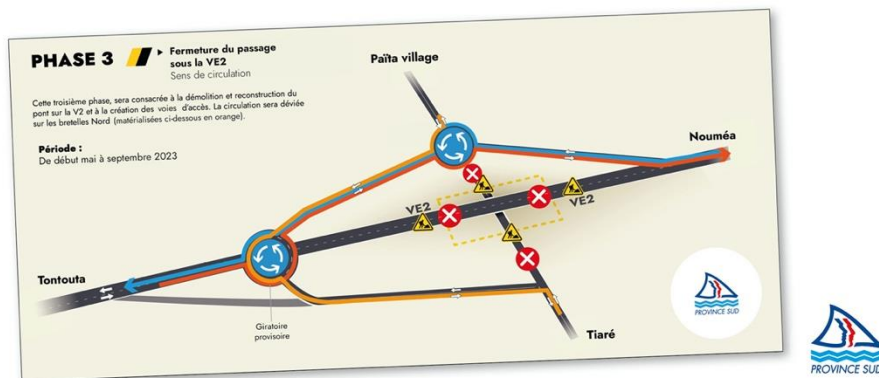 PHASE 3
Fermeture du passage
sous la VE2
Sens de circulation
Cette troisième phase, sera consacrée à la démolition et reconstruction du
pont sur la V2 et à la création des voies d'accès. La circulation sera déviée
sur les bretelles Nord (matérialisées ci-dessous en orange).
Période :
De début mai à septembre 2023
Païta village
Nouméa
VE2
VE2
Tontouta
Giratoire
provisoire
Tiaré
PROVINCE SUD
PROVINCE SUD